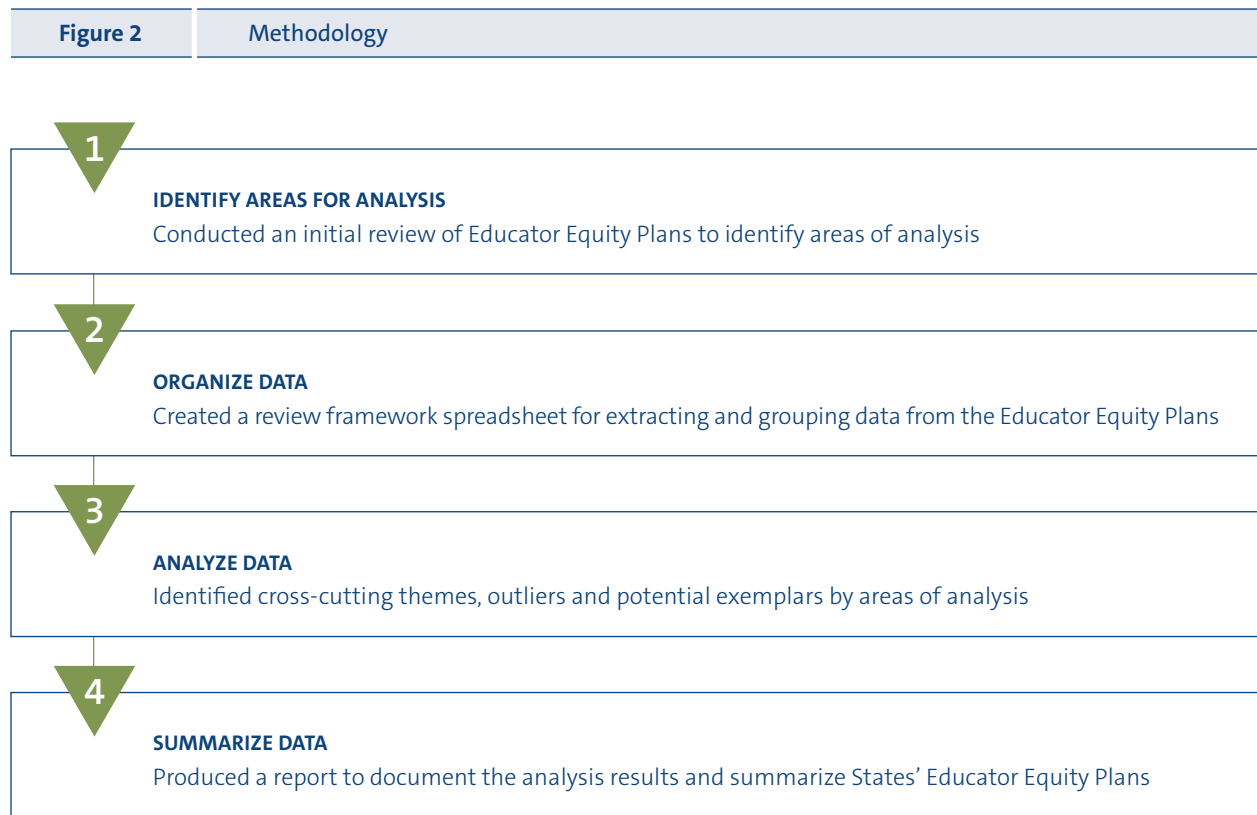 Figure 2 Methodology
1
IDENTIFY AREAS FOR ANALYSIS
Conducted an initial review of Educator Equity Plans to identify areas of analysis
2
ORGANIZE DATA
Created a review framework spreadsheet for extracting and grouping data from the Educator Equity Plans
3
ANALYZE DATA
Identified cross-cutting themes, outliers and potential exemplars by areas of analysis
4
SUMMARIZE DATA
Produced a report to document the analysis results and summarize States’ Educator Equity Plans